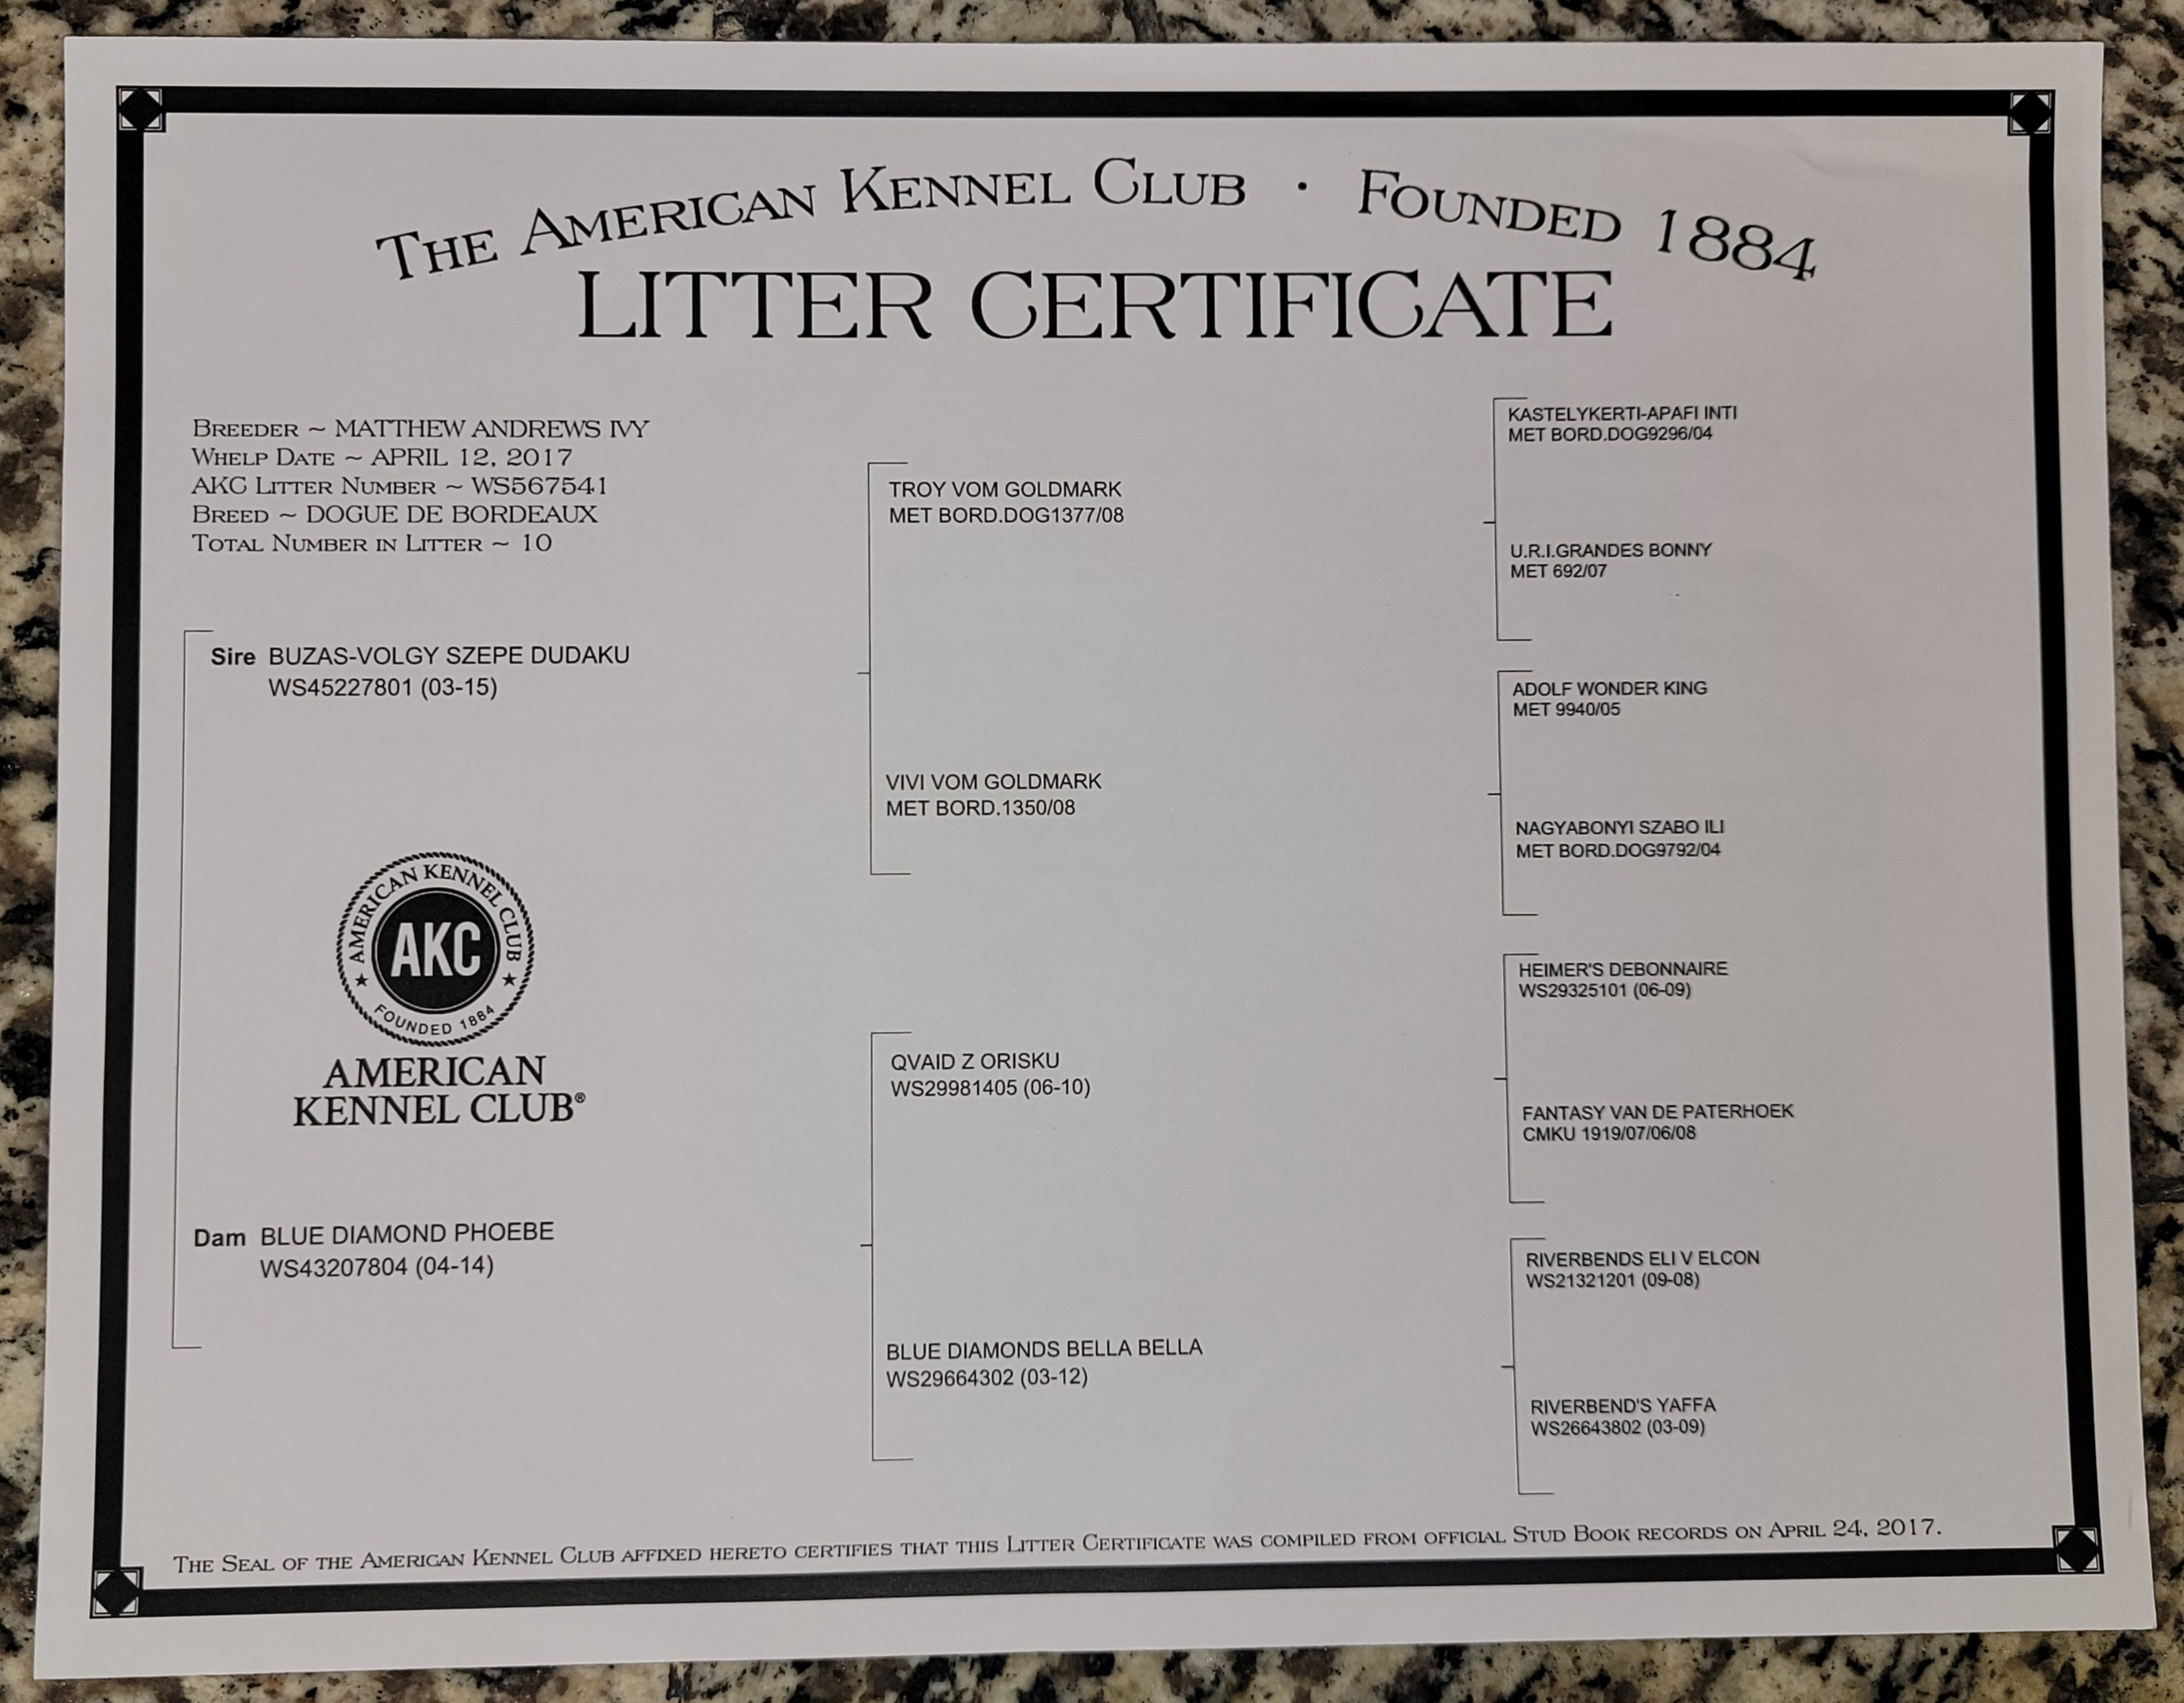 THE AMERICAN KENNEL CLUB · FOUNDED 1884
LITTER CERTIFICATE
BREEDER ~ MATTHEW ANDREWS IVY
WHELP DATE ~ APRIL 12, 2017
AKC LITTER NUMBER ~ WS567541
BREED ~ DOGUE DE BORDEAUX
TOTAL NUMBER IN LITTER ~ 10
Sire BUZAS-VOLGY SZEPE DUDAKU
WS45227801 (03-15)
AMERICAN KENNEL CLUB
AKC
FOUNDED 1884
AMERICAN
KENNEL CLUB®
Dam BLUE DIAMOND PHOEBE
WS43207804 (04-14)
TROY VOM GOLDMARK
MET BORD.DOG1377/08
VIVI VOM GOLDMARK
MET BORD.1350/08
QVAID Z ORISKU
WS29981405 (06-10)
BLUE DIAMONDS BELLA BELLA
WS29664302 (03-12)
KASTELYKERTI-APAFI INTI
MET BORD.DOG9296/04
U.R.I.GRANDES BONNY
MET 692/07
ADOLF WONDER KING
MET 9940/05
NAGYABONYI SZABO ILI
MET BORD.DOG9792/04
HEIMER'S DEBONNAIRE
WS29325101 (06-09)
FANTASY VAN DE PATERHOEK
CMKU 1919/07/06/08
RIVERBENDS ELI V ELCON
WS21321201 (09-08)
RIVERBEND'S YAFFA
WS26643802 (03-09)
THE SEAL OF THE AMERICAN KENNEL CLUB AFFIXED HERETO CERTIFIES THAT THIS LITTER CERTIFICATE WAS COMPILED FROM OFFICIAL STUD BOOK RECORDS ON APRIL 24, 2017.